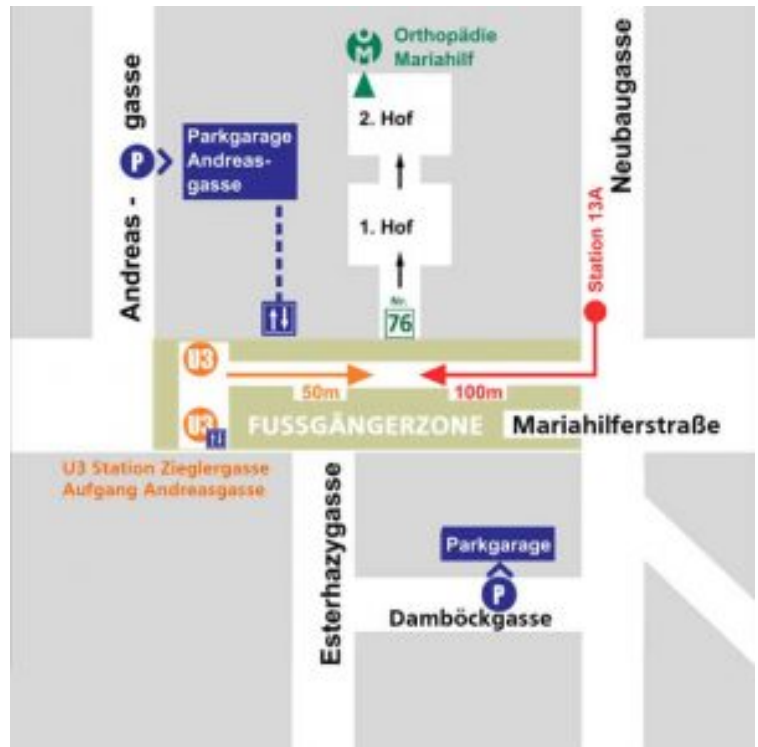 Orthopädie
Mariahilf
Andreas - gasse
P
Parkgarage
Andreas-
gasse
2. Hof
1. Hof
Nr.
76
Neubaugasse
Station 13A
U3
50m
100m
U3
FUSSGÄNGERZONE
Mariahilferstraße
U3 Station Zieglergasse
Aufgang Andreasgasse
Esterhazygasse
Parkgarage
P
Damböckgasse